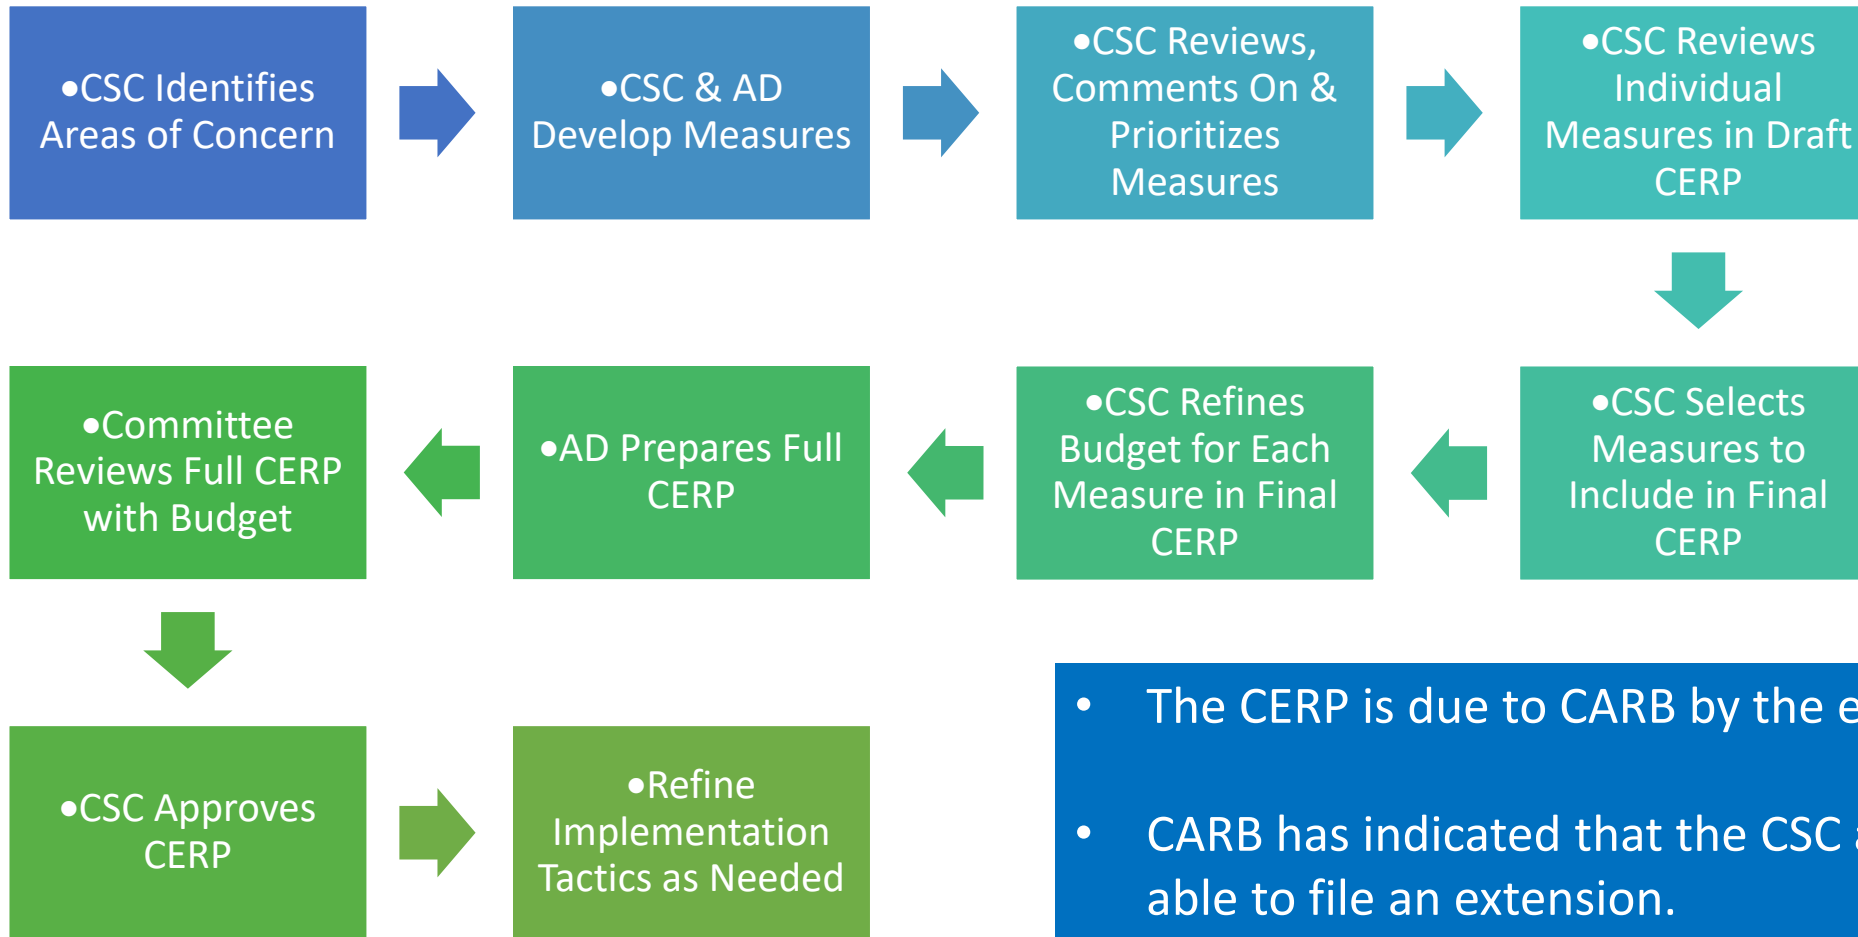 •CSC Identifies
Areas of Concern
•CSC & AD
Develop Measures
•CSC Reviews,
Comments On &
Prioritizes
Measures
•CSC Reviews
Individual
Measures in Draft
CERP
•CSC Selects
Measures to
Include in Final
CERP
•CSC Refines
Budget for Each
Measure in Final
CERP
•AD Prepares Full
CERP
•Committee
Reviews Full CERP
with Budget
•CSC Approves
CERP
•Refine
Implementation
Tactics as Needed
• The CERP is due to CARB by the
• CARB has indicated that the CSC
able to file an extension.